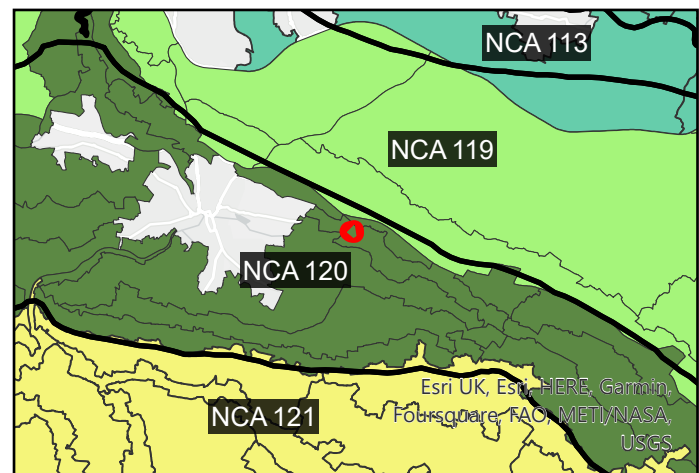 NCA 113
NCA 119
NCA 120
NCA 121
Esri UK, Esri, HERE, Garmin,
Foursquare, FAO, METI/NASA,
USGS